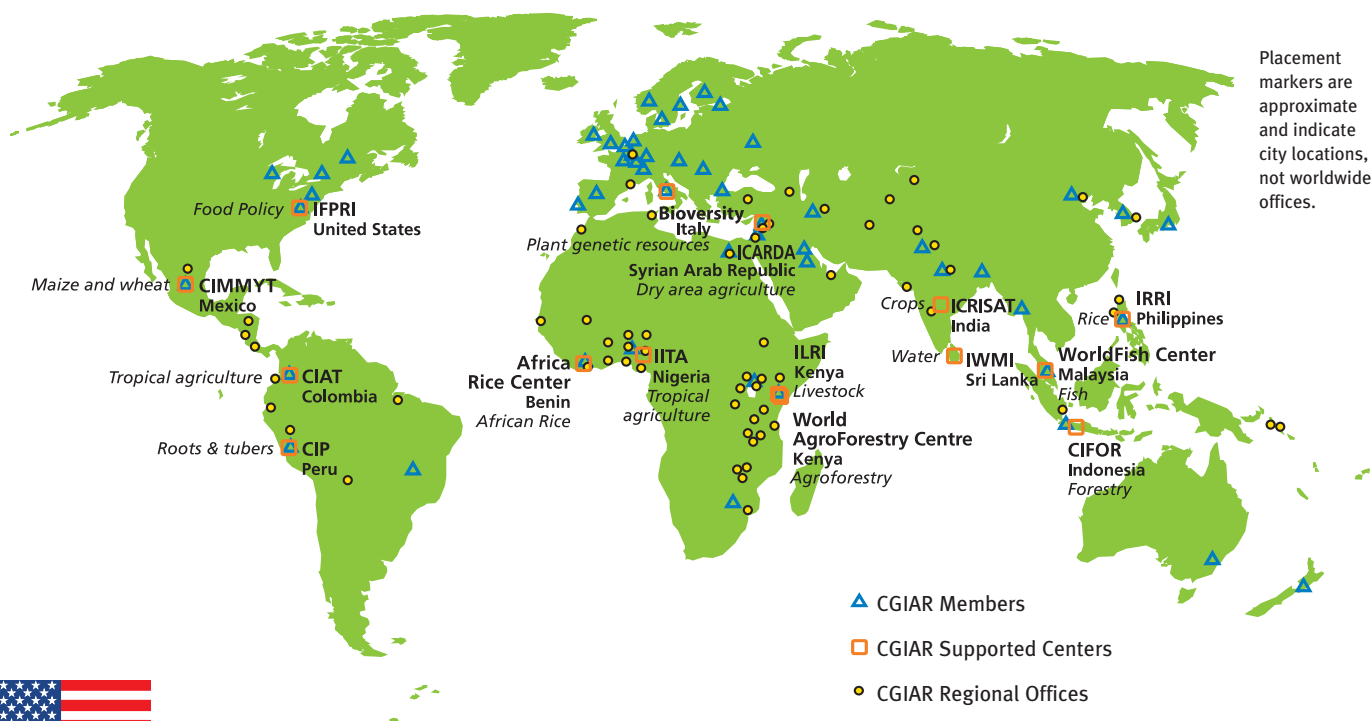 Placement
markers are
approximate
and indicate
city locations,
not worldwide
offices.
Food Policy
IFPRI
United States
Maize and wheat
CIMMYT
Mexico
Tropical agriculture
CIAT
Colombia
Roots & tubers
CIP
Peru
Bioversity
Italy
Plant genetic resources
ICARDA
Syrian Arab Republic
Dry area agriculture
Africa
Rice Center
Benin
African Rice
IITA
Nigeria
Tropical
agriculture
ILRI
Kenya
Livestock
World
AgroForestry Centre
Kenya
Agroforestry
Crops
ICRISAT
India
Water
IWMI
Sri Lanka
Rice
IRRI
Philippines
WorldFish Center
Malaysia
Fish
CIFOR
Indonesia
Forestry
CGIAR Members
CGIAR Supported Centers
CGIAR Regional Offices